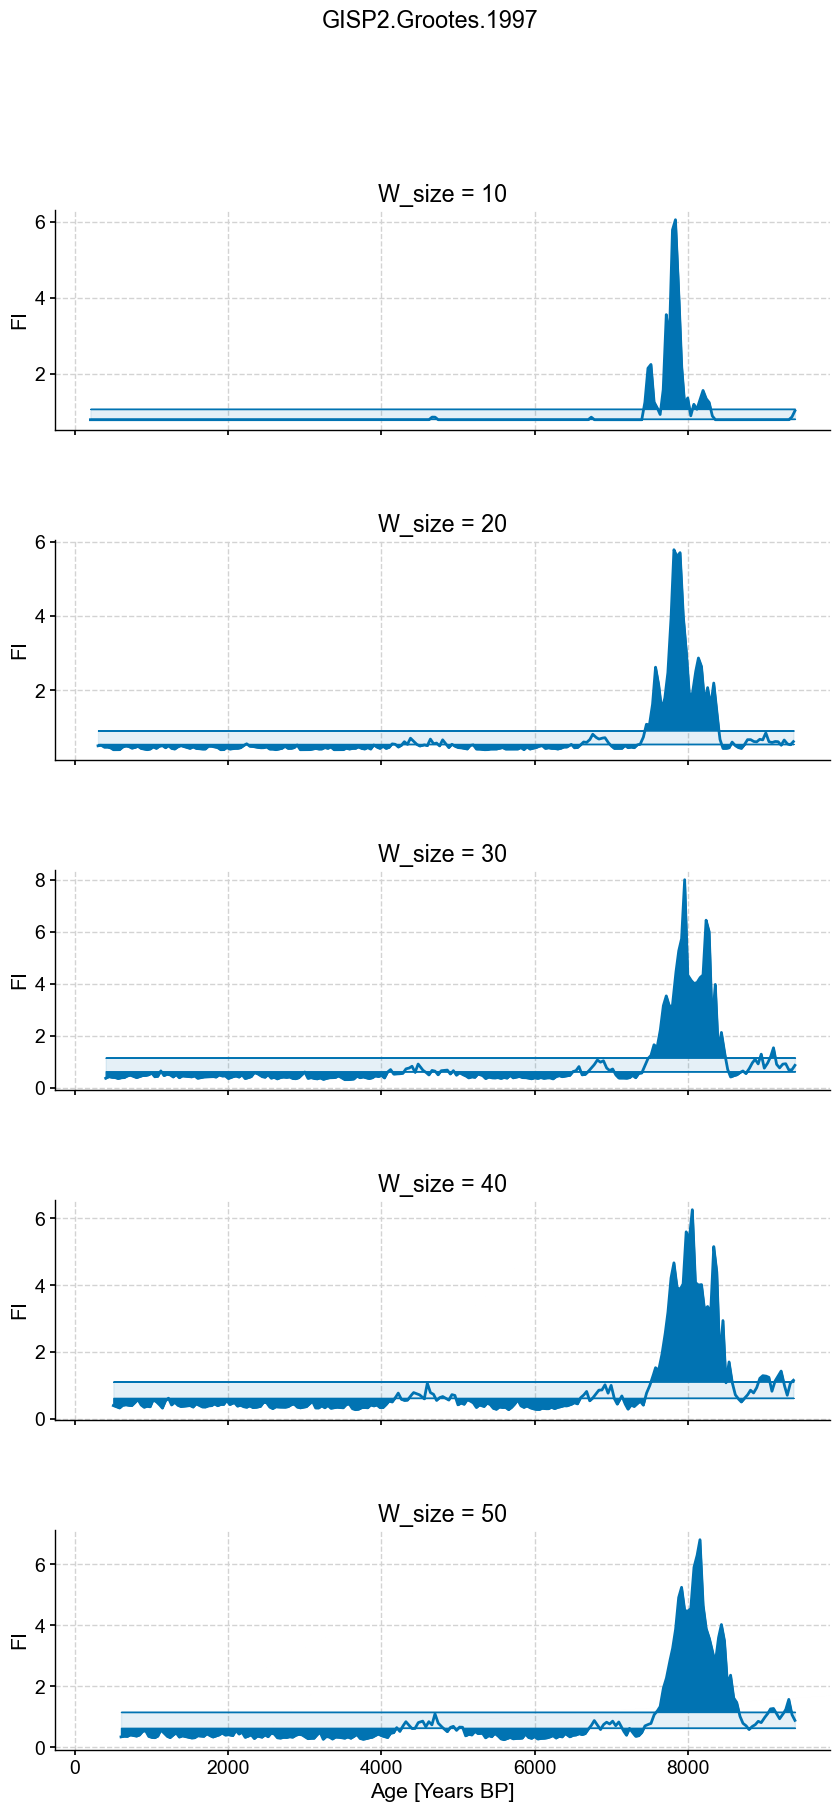 GISP2.Grootes.1997
W_size = 10
6
4
2
FI
W_size = 20
6
4
2
FI
W_size = 30
8
6
4
2
0
FI
W_size = 40
6
4
2
0
FI
W_size = 50
6
4
2
0
FI
0 2000 4000 6000 8000
Age [Years BP]